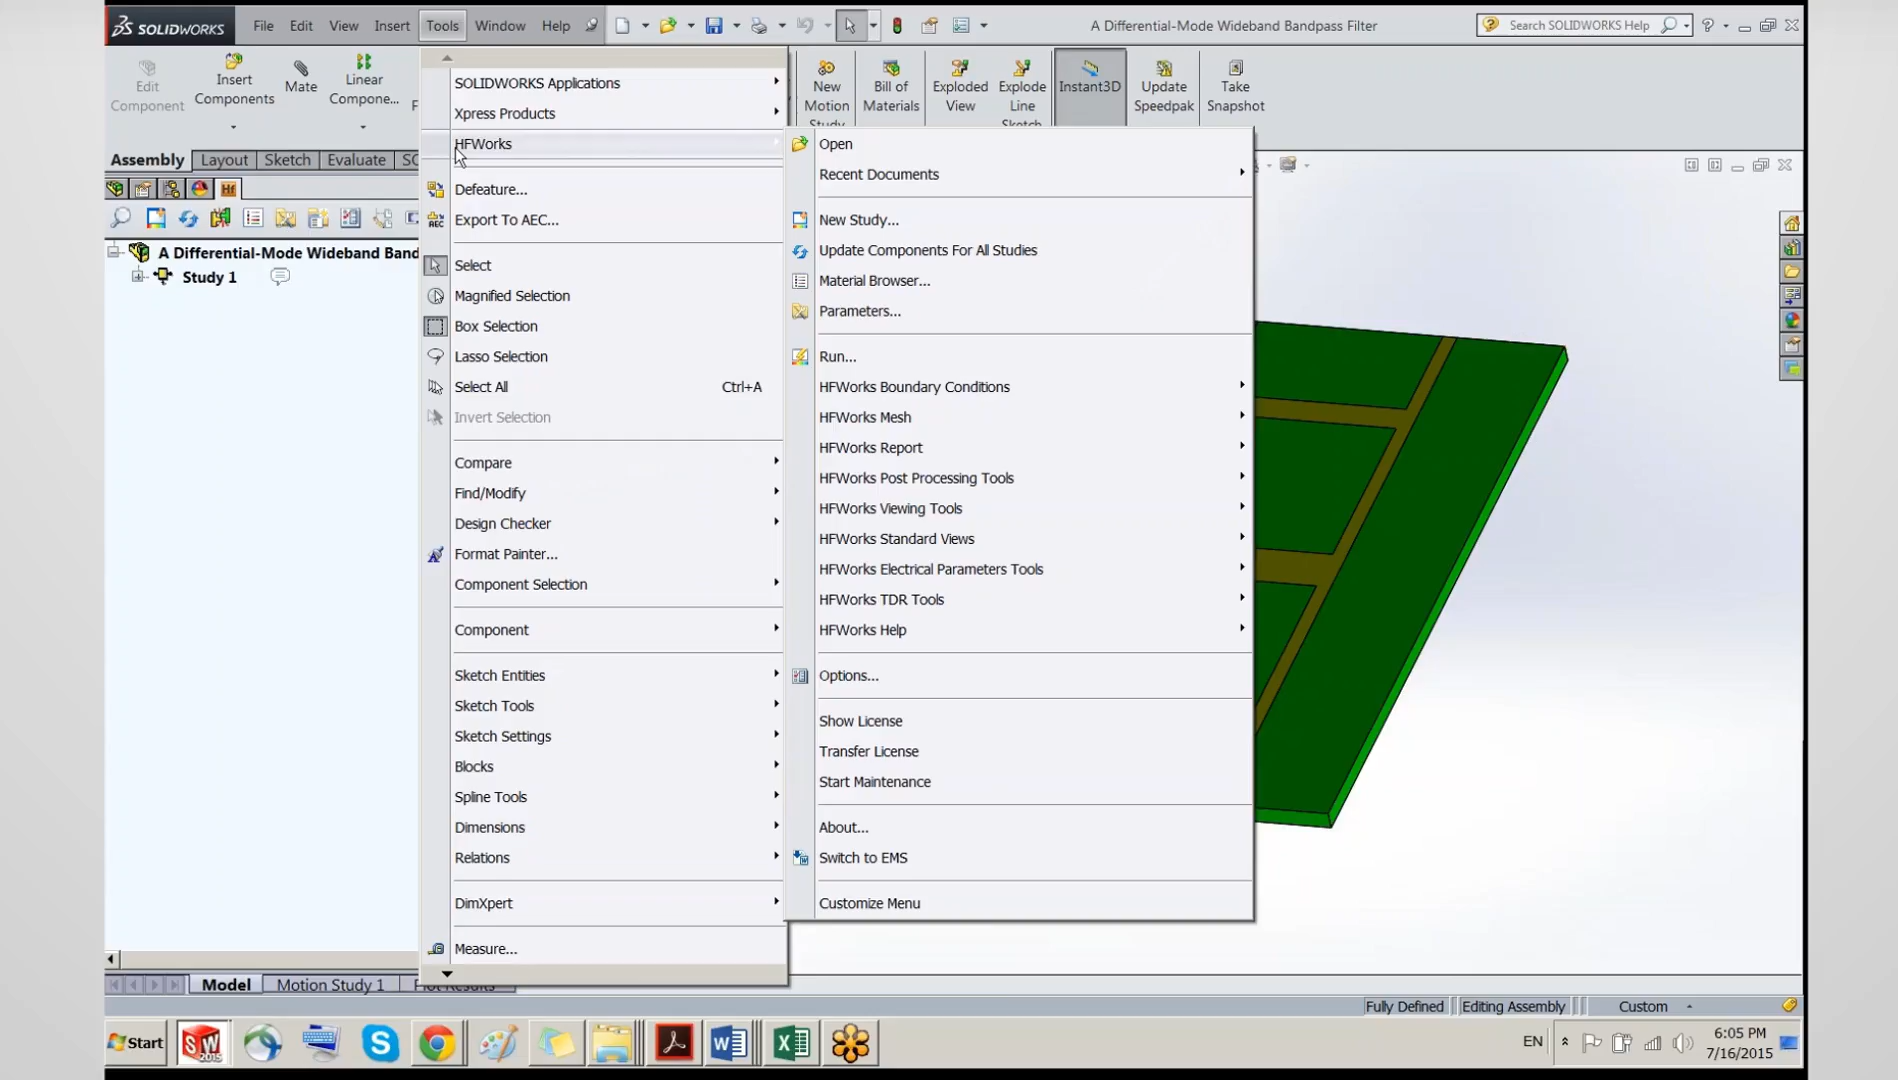 SOLIDWORKS File Edit View Insert Tools Window Help A Differential-Mode Wideband Bandpass Filter Search SOLIDWORKS Help
Edit Component
Insert Components
Mate
Linear Compone...
New Motion Study
Bill of Materials
Exploded View
Explode Line Sketch
Instant3D
Update Speedpak
Take Snapshot
Assembly Layout Sketch Evaluate SO
A Differential-Mode Wideband Band
Study 1
SOLIDWORKS Applications
Xpress Products
HFWorks
Defeature...
Export To AEC...
Select
Magnified Selection
Box Selection
Lasso Selection
Select All Ctrl+A
Invert Selection
Compare
Find/Modify
Design Checker
Format Painter...
Component Selection
Component
Sketch Entities
Sketch Tools
Sketch Settings
Blocks
Spline Tools
Dimensions
Relations
DimXpert
Measure...
Open
Recent Documents
New Study...
Update Components For All Studies
Material Browser...
Parameters...
Run...
HFWorks Boundary Conditions
HFWorks Mesh
HFWorks Report
HFWorks Post Processing Tools
HFWorks Viewing Tools
HFWorks Standard Views
HFWorks Electrical Parameters Tools
HFWorks TDR Tools
HFWorks Help
Options...
Show License
Transfer License
Start Maintenance
About...
Switch to EMS
Customize Menu
Model Motion Study 1 Plot Results
Fully Defined Editing Assembly Custom
Start EN 6:05 PM
7/16/2015